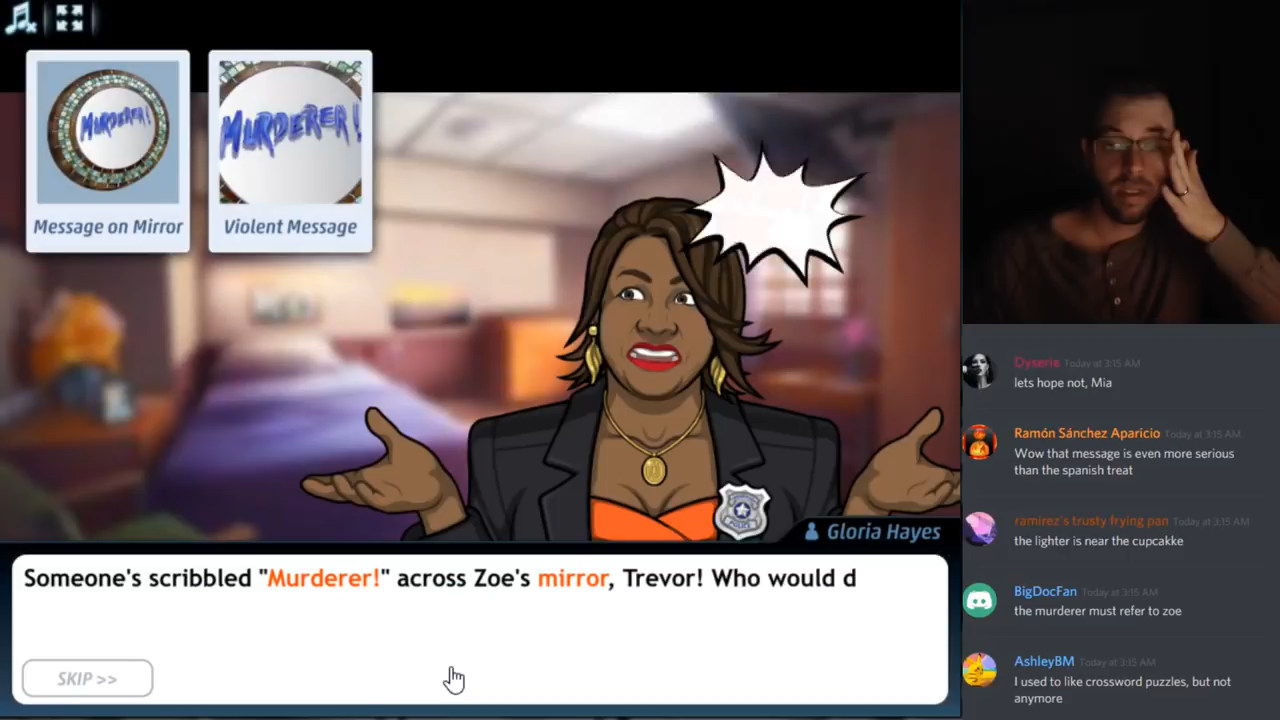 MURDERER!
MURDERER!
Message on Mirror
Violent Message
Gloria Hayes
Someone's scribbled "Murderer!" across Zoe's mirror, Trevor! Who would d
SKIP >>
Dyserie Today at 3:15 AM
lets hope not, Mia
Ramón Sánchez Aparicio Today at 3:15 AM
Wow that message is even more serious
than the spanish treat
ramirez's trusty frying pan Today at 3:15 AM
the lighter is near the cupcakke
BigDocFan Today at 3:15 AM
the murderer must refer to zoe
AshleyBM Today at 3:15 AM
I used to like crossword puzzles, but not
anymore